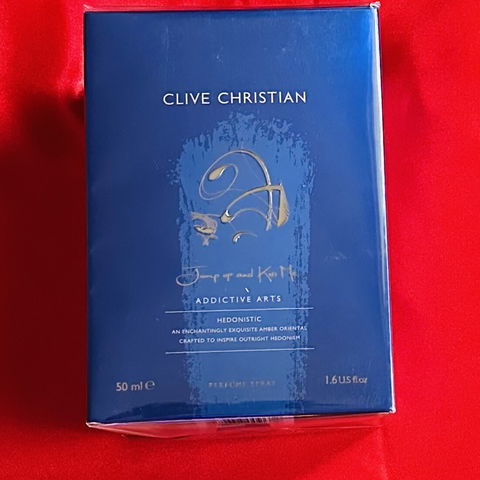 CLIVE CHRISTIAN
Jump up and Kiss Me
ADDICTIVE ARTS
HEDONISTIC
AN ENCHANTINGLY EXQUISITE AMBER ORIENTAL
CRAFTED TO INSPIRE OUTRIGHT HEDONISM
PERFUME SPRAY
50 ml ℮
1.6 U.S fl.oz